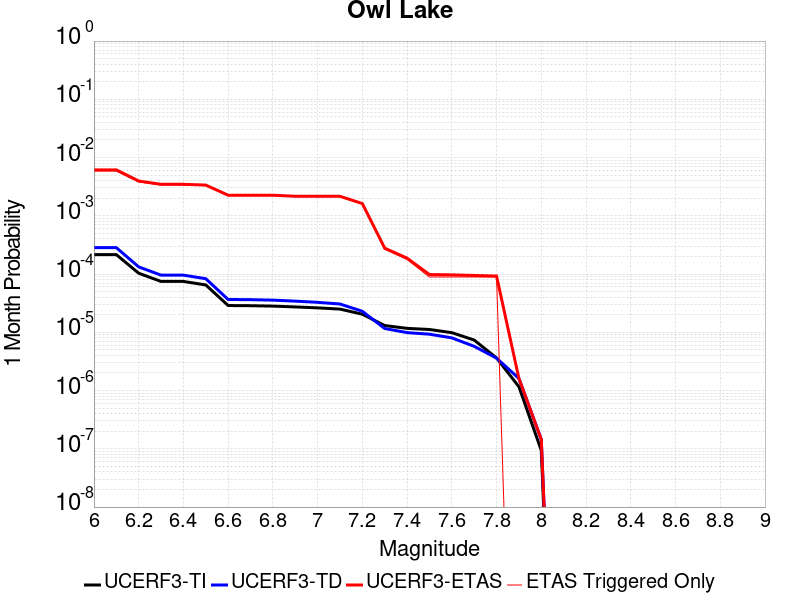 Owl Lake
10^0
10^-1
10^-2
10^-3
10^-4
10^-5
10^-6
10^-7
10^-8
1 Month Probability
6 6.2 6.4 6.6 6.8 7 7.2 7.4 7.6 7.8 8 8.2 8.4 8.6 8.8 9
Magnitude
UCERF3-TI UCERF3-TD UCERF3-ETAS ETAS Triggered Only